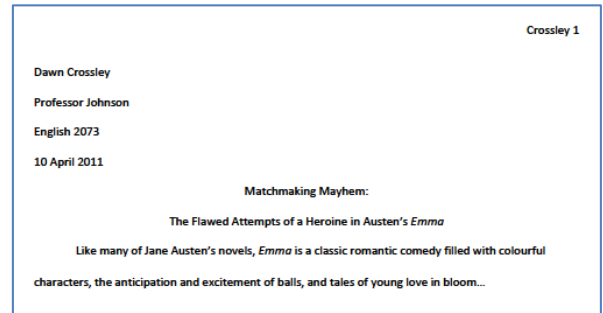 Crossley 1
Dawn Crossley
Professor Johnson
English 2073
10 April 2011
Matchmaking Mayhem:
The Flawed Attempts of a Heroine in Austen's Emma
Like many of Jane Austen's novels, Emma is a classic romantic comedy filled with colourful
characters, the anticipation and excitement of balls, and tales of young love in bloom…